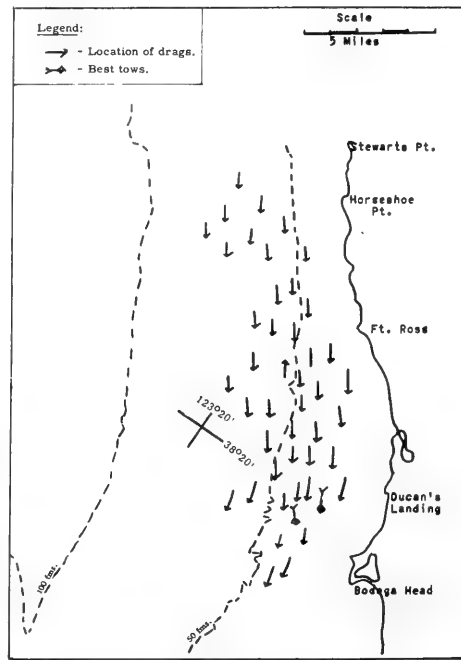 Legend:
- Location of drags.
- Best tows.
Scale
5 Miles
Stewarts Pt.
Horseshoe
Pt.
Ft. Ross
123°20'
38°20'
Ducan's
Landing
Bodega Head
100 fms.
50 fms.